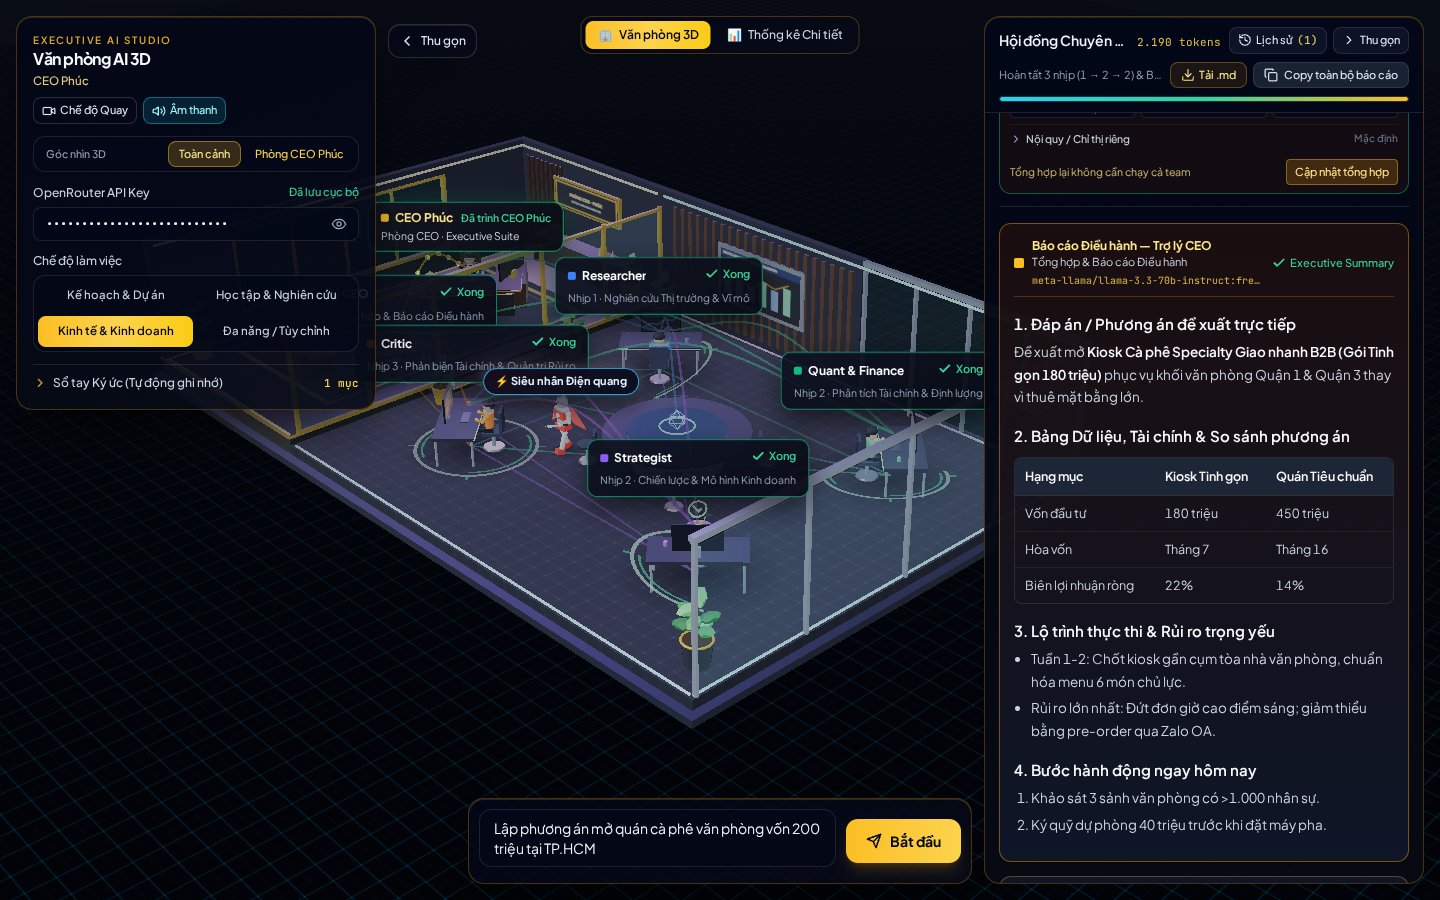 EXECUTIVE AI STUDIO
Văn phòng AI 3D
CEO Phúc
Chế độ Quay
Âm thanh
Góc nhìn 3D
Toàn cảnh
Phòng CEO Phúc
OpenRouter API Key
Đã lưu cục bộ
Chế độ làm việc
Kế hoạch & Dự án
Học tập & Nghiên cứu
Kinh tế & Kinh doanh
Đa năng / Tùy chỉnh
Sổ tay Ký ức (Tự động ghi nhớ)
1 mục
Thu gọn
🏢 Văn phòng 3D
📊 Thống kê Chi tiết
CEO Phúc Đã trình CEO Phúc
Phòng CEO · Executive Suite
Researcher
Xong
Nhịp 1 · Nghiên cứu Thị trường & Vĩ mô
Xong
& Báo cáo Điều hành
Critic
Xong
Nhịp 3 · Phản biện Tài chính & Quản trị Rủi ro
⚡ Siêu nhân Điện quang
Quant & Finance
Xong
Nhịp 2 · Phân tích Tài chính & Định lượng
Strategist
Xong
Nhịp 2 · Chiến lược & Mô hình Kinh doanh
Lập phương án mở quán cà phê văn phòng vốn 200
triệu tại TP.HCM
Bắt đầu
Hội đồng Chuyên ...
2.190 tokens
Lịch sử (1)
Thu gọn
Hoàn tất 3 nhịp (1 → 2 → 2) & B...
Tải .md
Copy toàn bộ báo cáo
Nội quy / Chỉ thị riêng
Mặc định
Tổng hợp lại không cần chạy cả team
Cập nhật tổng hợp
Báo cáo Điều hành — Trợ lý CEO
Tổng hợp & Báo cáo Điều hành
meta-llama/llama-3.3-70b-instruct:fre…
Executive Summary
1. Đáp án / Phương án đề xuất trực tiếp
Đề xuất mở Kiosk Cà phê Specialty Giao nhanh B2B (Gói Tinh
gọn 180 triệu) phục vụ khối văn phòng Quận 1 & Quận 3 thay
vì thuê mặt bằng lớn.
2. Bảng Dữ liệu, Tài chính & So sánh phương án
Hạng mục Kiosk Tinh gọn Quán Tiêu chuẩn
Vốn đầu tư 180 triệu 450 triệu
Hòa vốn Tháng 7 Tháng 16
Biên lợi nhuận ròng 22% 14%
3. Lộ trình thực thi & Rủi ro trọng yếu
• Tuần 1-2: Chốt kiosk gần cụm tòa nhà văn phòng, chuẩn
hóa menu 6 món chủ lực.
• Rủi ro lớn nhất: Đứt đơn giờ cao điểm sáng; giảm thiểu
bằng pre-order qua Zalo OA.
4. Bước hành động ngay hôm nay
1. Khảo sát 3 sảnh văn phòng có >1.000 nhân sự.
2. Ký quỹ dự phòng 40 triệu trước khi đặt máy pha.